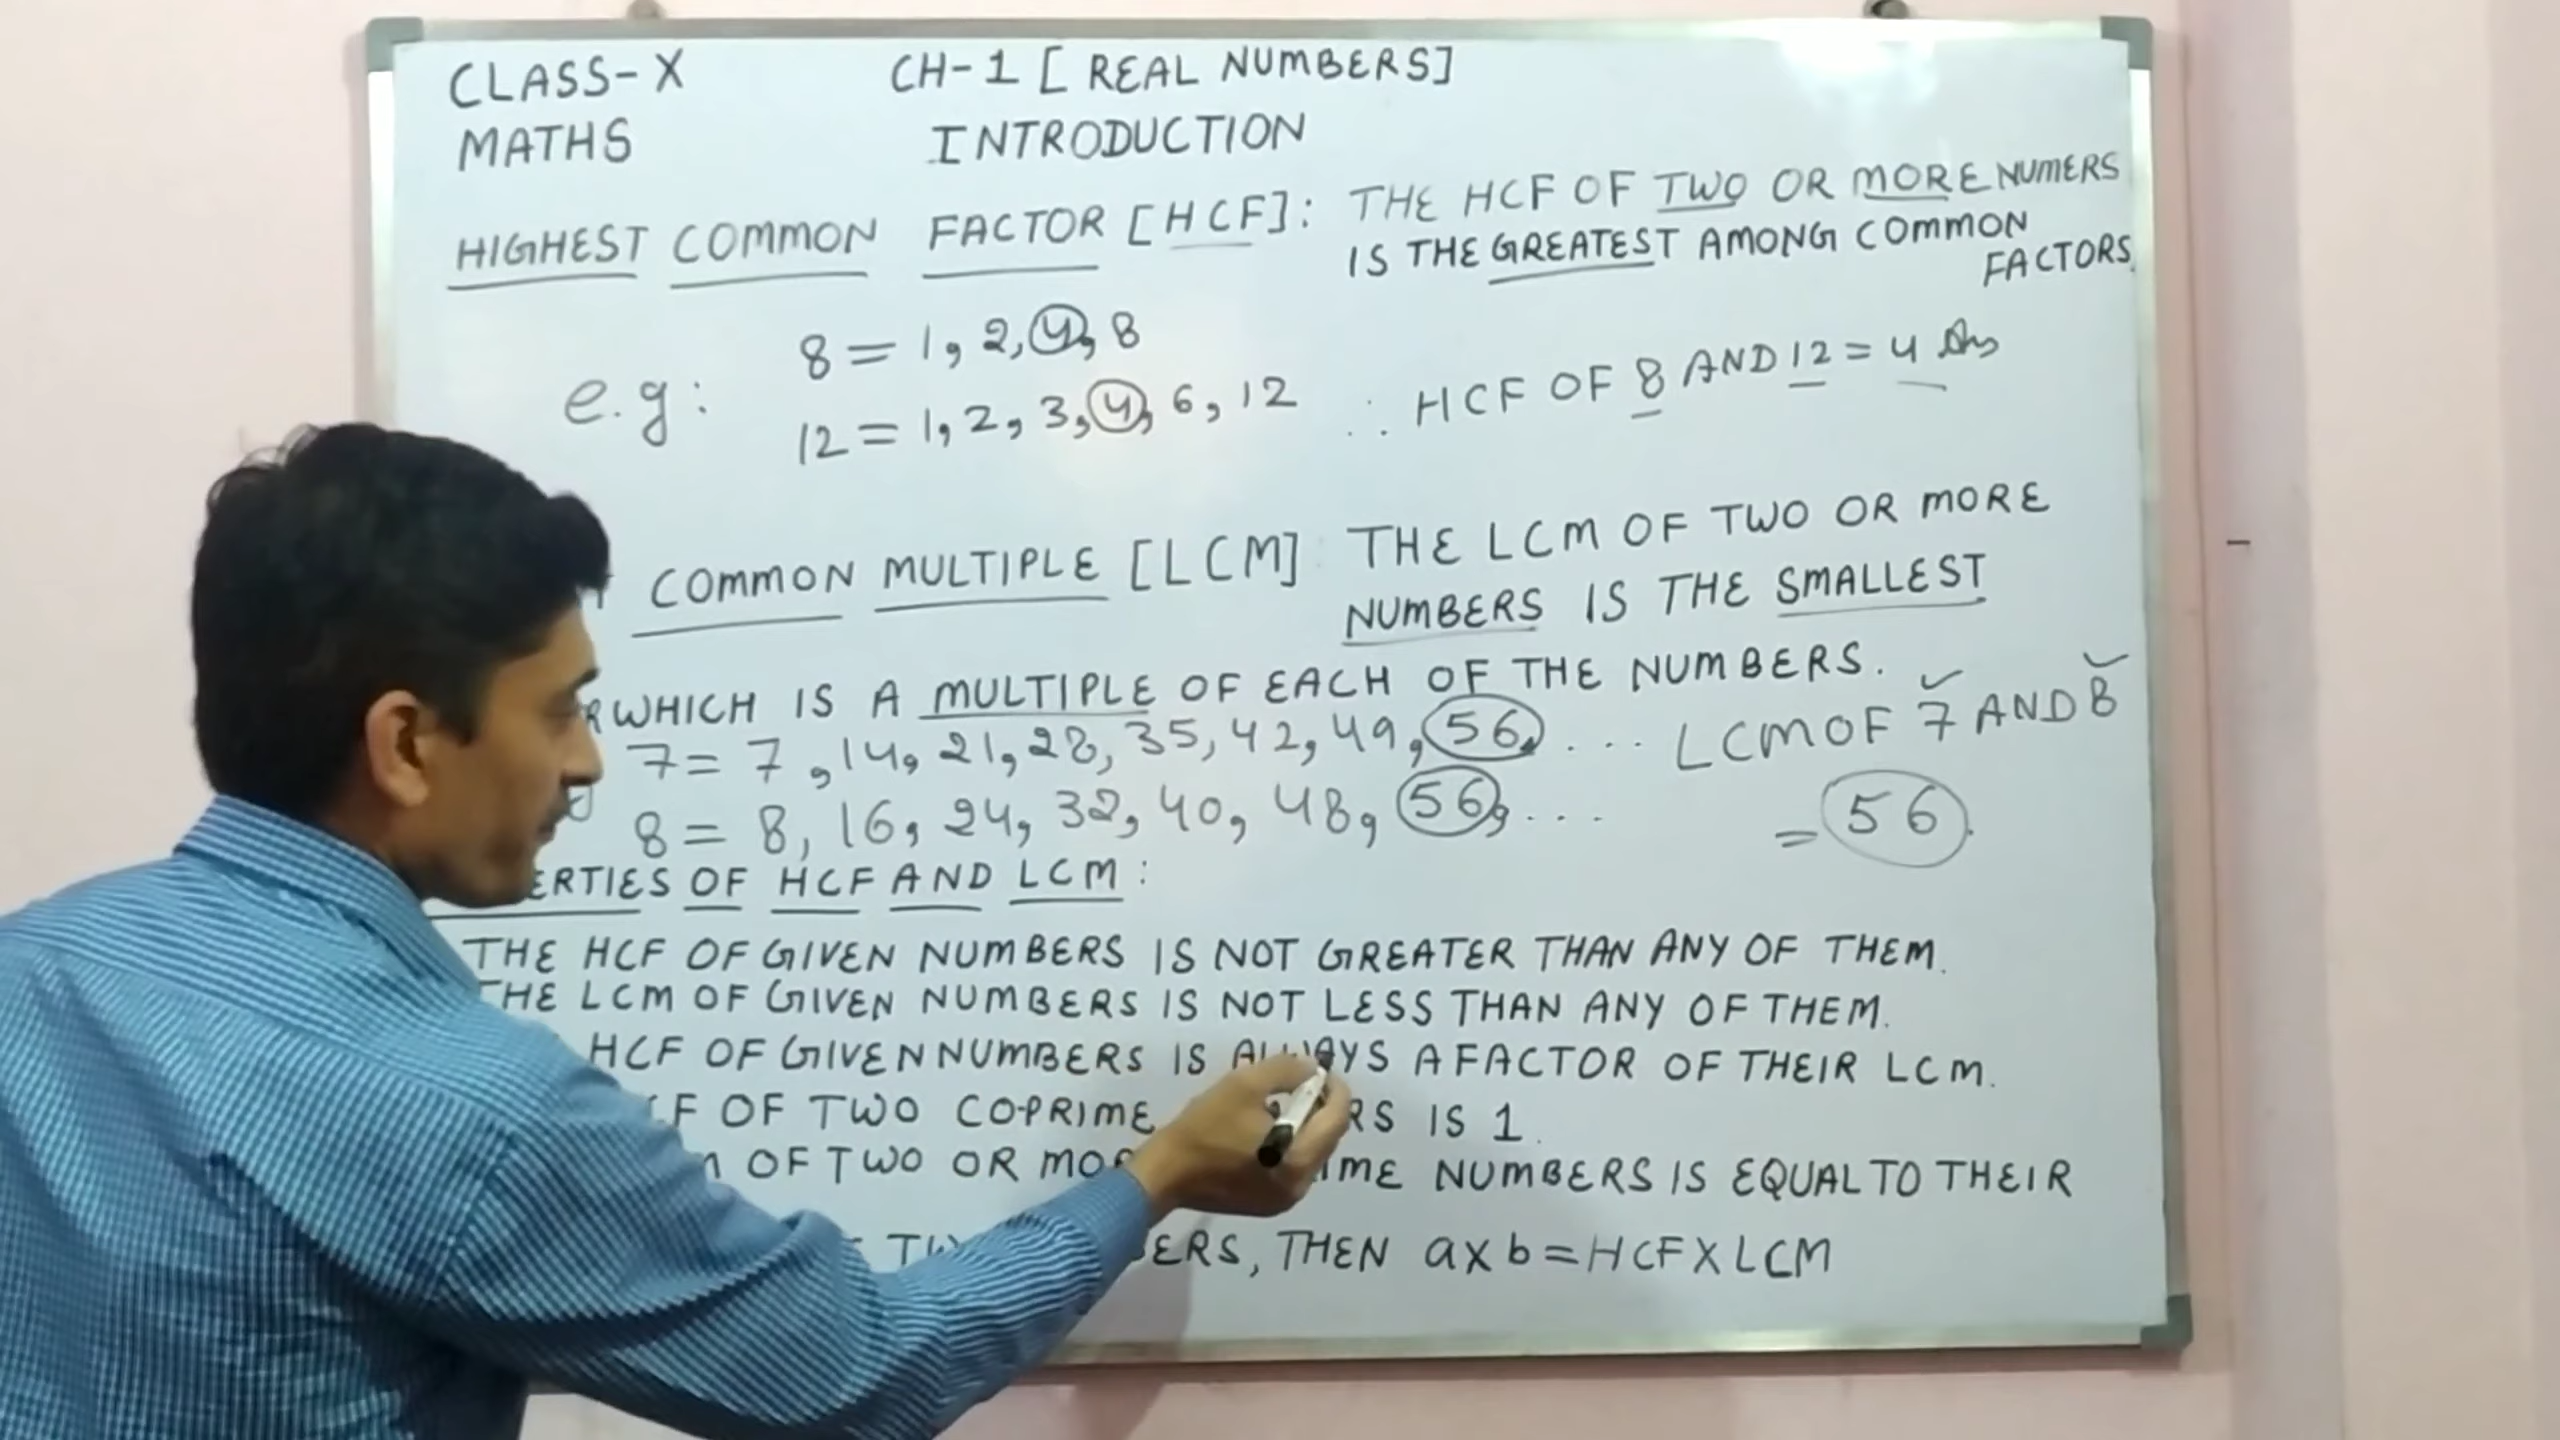 CLASS-X CH-1 [REAL NUMBERS]
MATHS INTRODUCTION
HIGHEST COMMON FACTOR [HCF]: THE HCF OF TWO OR MORE NUMERS
IS THE GREATEST AMONG COMMON
FACTORS.
e.g:
8 = 1, 2, 4, 8
12 = 1, 2, 3, 4, 6, 12
∴ HCF OF 8 AND 12 = 4 Ans
COMMON MULTIPLE [LCM] THE LCM OF TWO OR MORE
NUMBERS IS THE SMALLEST
WHICH IS A MULTIPLE OF EACH OF THE NUMBERS.
7 = 7, 14, 21, 28, 35, 42, 49, 56, ... LCM OF 7 AND 8
8 = 8, 16, 24, 32, 40, 48, 56, ... = 56.
ERTIES OF HCF AND LCM:
THE HCF OF GIVEN NUMBERS IS NOT GREATER THAN ANY OF THEM.
THE LCM OF GIVEN NUMBERS IS NOT LESS THAN ANY OF THEM.
HCF OF GIVEN NUMBERS IS ALWAYS A FACTOR OF THEIR LCM.
F OF TWO CO-PRIME RS IS 1.
M OF TWO OR MOR IME NUMBERS IS EQUAL TO THEIR
TW BERS, THEN a x b = HCF X LCM